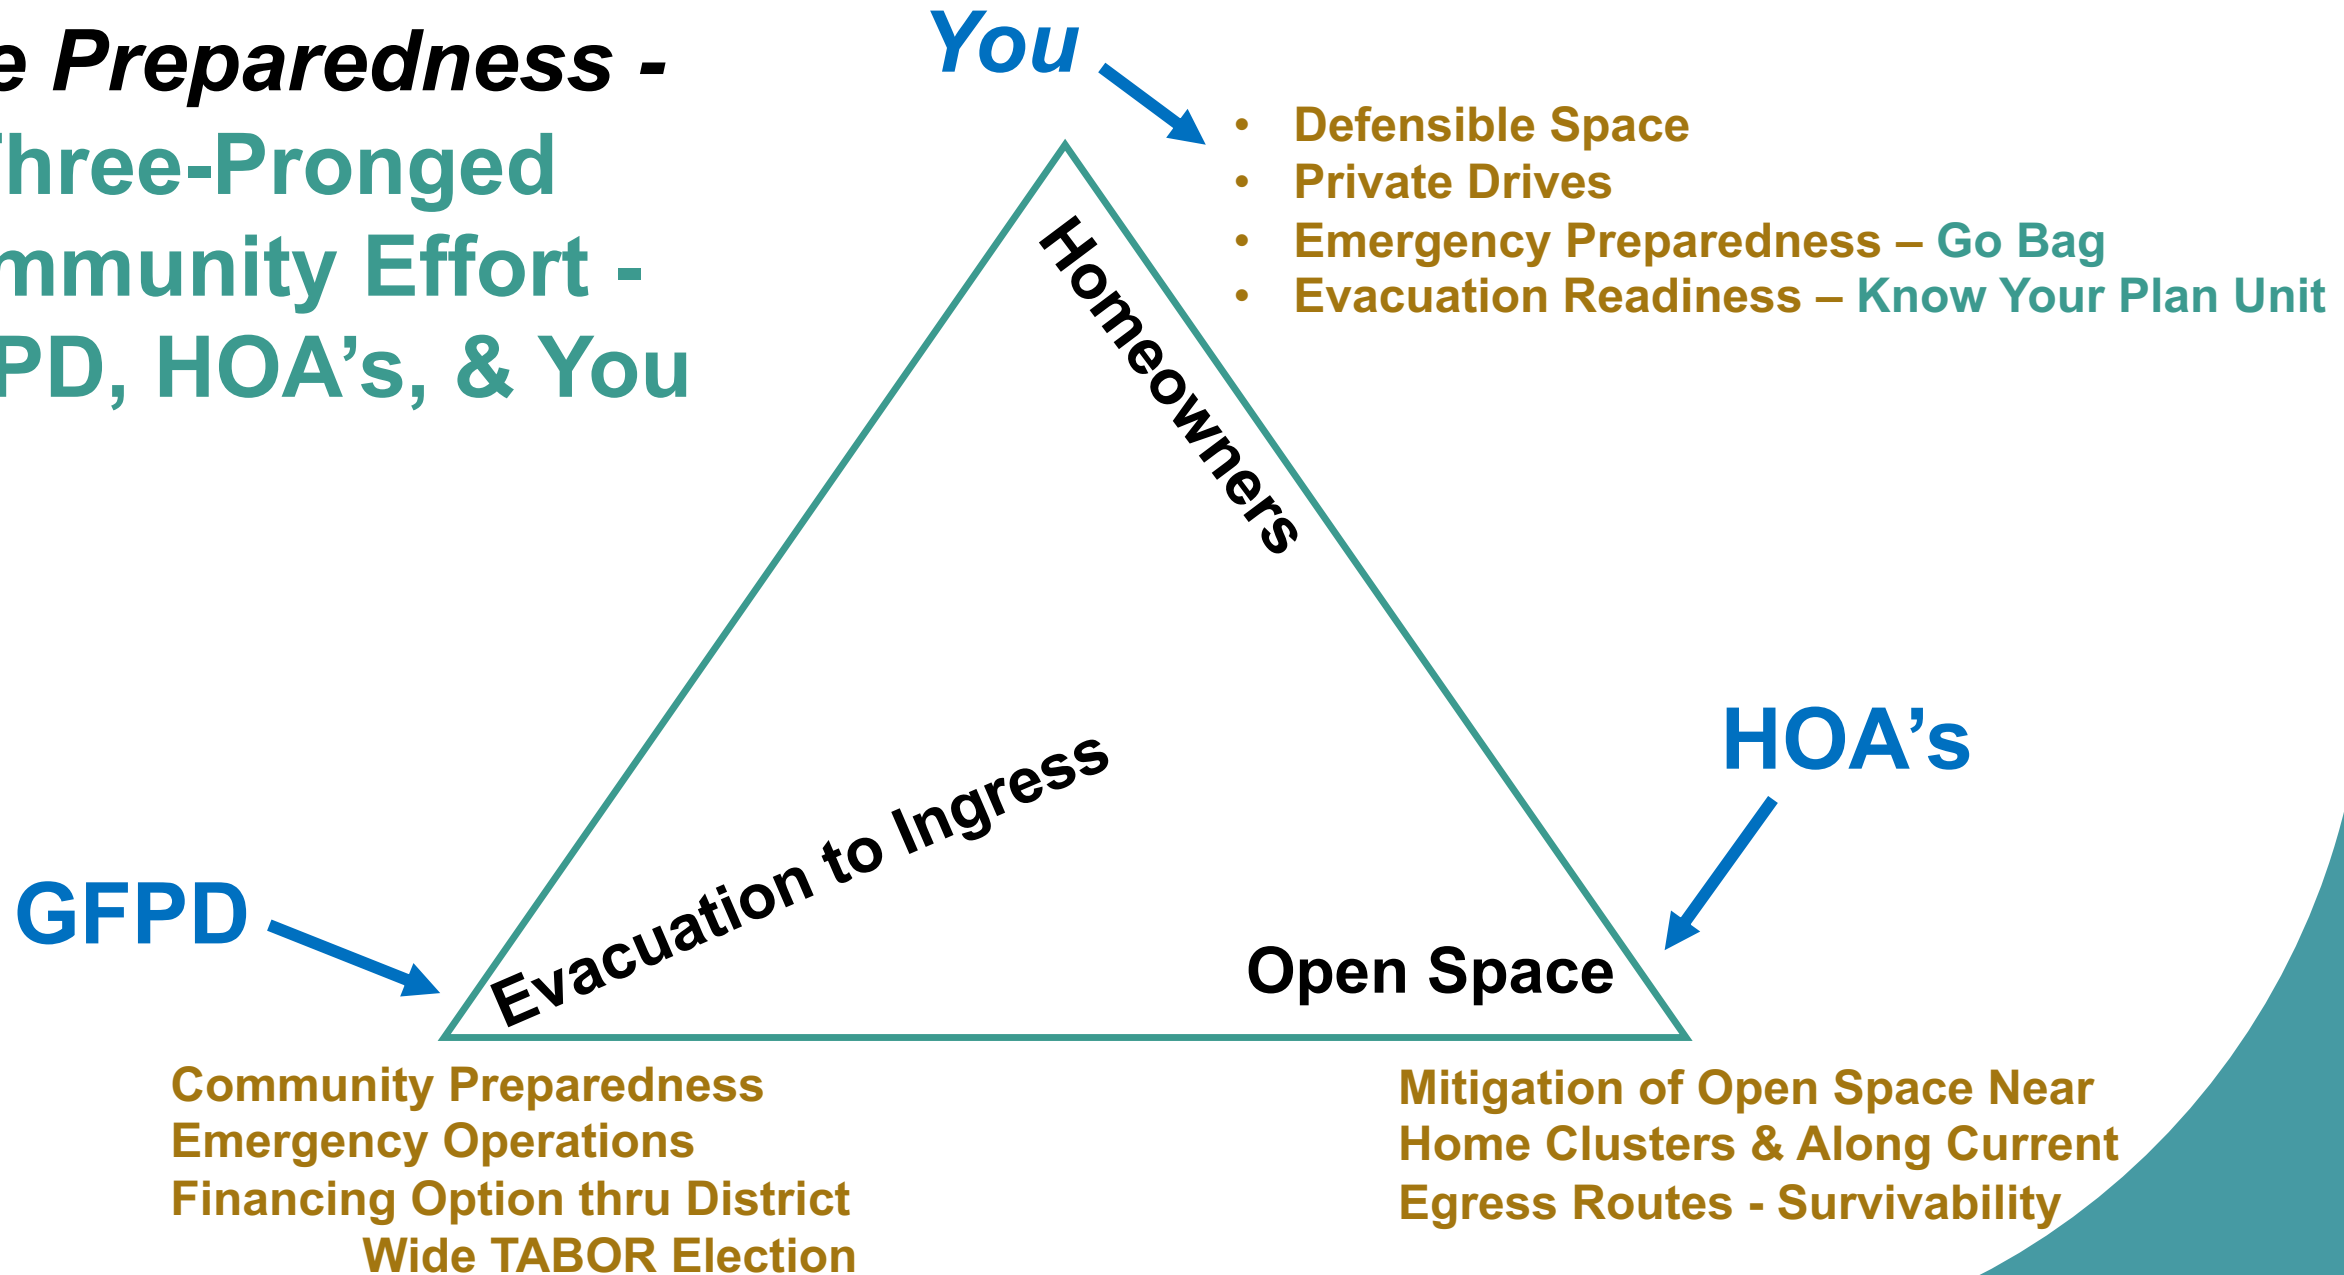 e Preparedness -
Three-Pronged
mmunity Effort -
PD, HOA’s, & You
You
• Defensible Space
• Private Drives
• Emergency Preparedness – Go Bag
• Evacuation Readiness – Know Your Plan Unit
Homeowners
HOA’s
Evacuation to Ingress
GFPD
Open Space
Community Preparedness
Emergency Operations
Financing Option thru District
Wide TABOR Election
Mitigation of Open Space Near
Home Clusters & Along Current
Egress Routes - Survivability